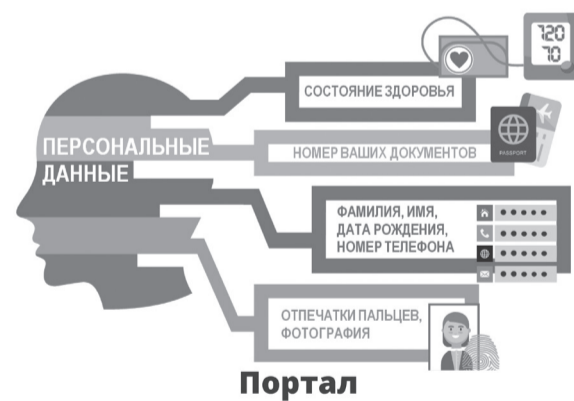 120
70
СОСТОЯНИЕ ЗДОРОВЬЯ
ПЕРСОНАЛЬНЫЕ
ДАННЫЕ
НОМЕР ВАШИХ ДОКУМЕНТОВ
PASSPORT
ФАМИЛИЯ, ИМЯ,
ДАТА РОЖДЕНИЯ,
НОМЕР ТЕЛЕФОНА
ОТПЕЧАТКИ ПАЛЬЦЕВ,
ФОТОГРАФИЯ
Портал